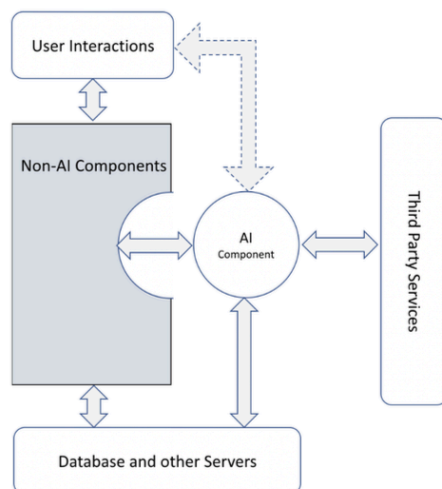 User Interactions
Non-AI Components
AI
Component
Third Party Services
Database and other Servers